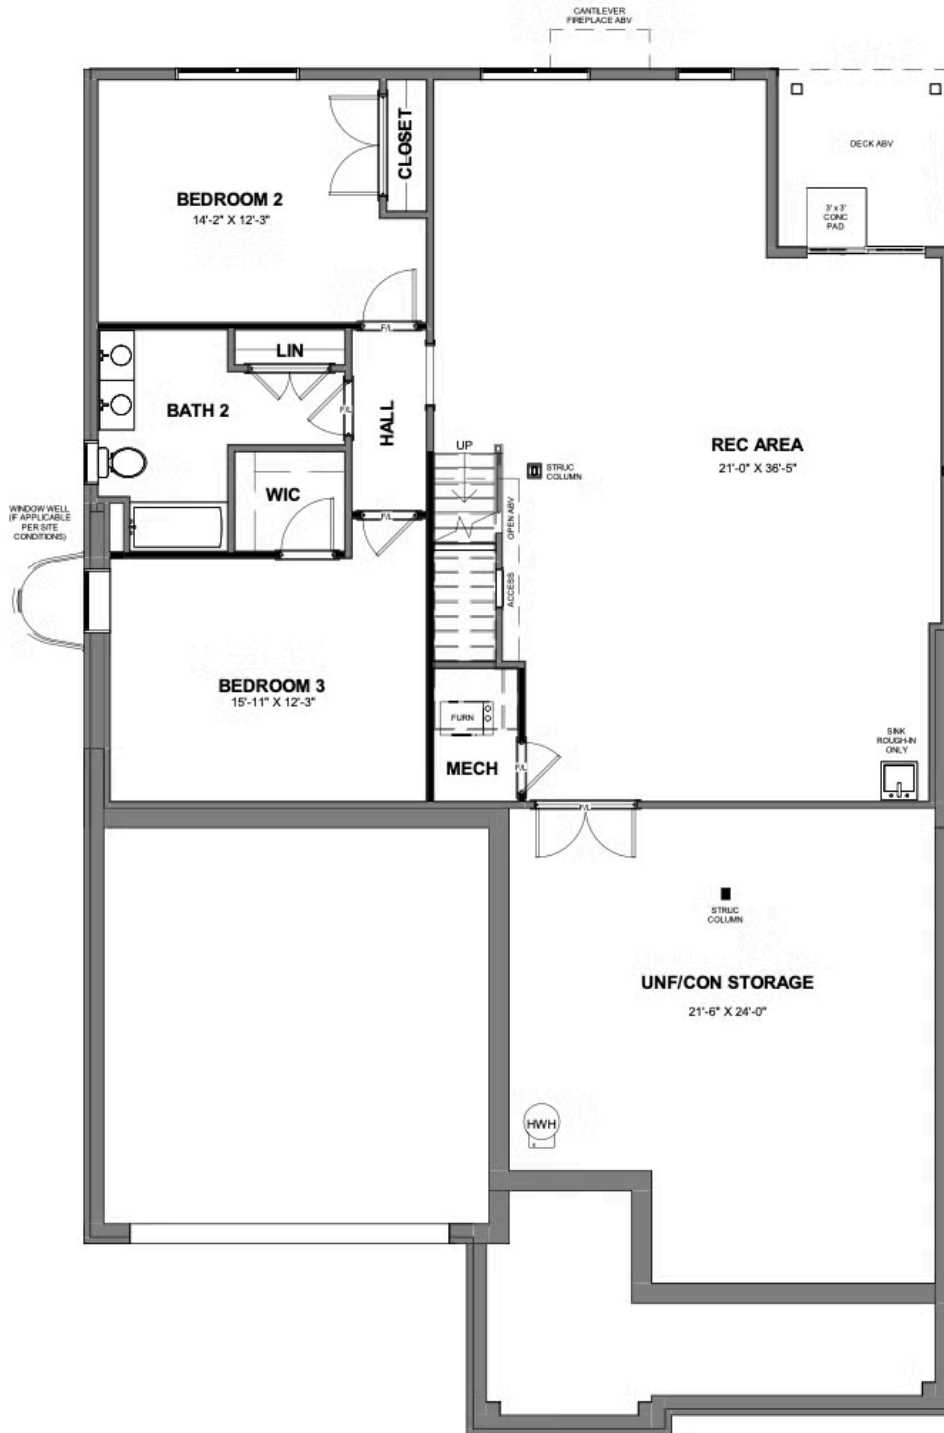 CANTILEVER
FIREPLACE ABV
DECK ABV
CLOSET
BEDROOM 2
14'-2" X 12'-3"
3' x 3'
CONC
PAD
F/L
LIN
BATH 2
F/L
HALL
REC AREA
21'-0" X 36'-5"
UP
STRUC
COLUMN
WIC
OPEN ABV
WINDOW WELL
(IF APPLICABLE
PER SITE
CONDITIONS)
F/L
ACCESS
BEDROOM 3
15'-11" X 12'-3"
FURN
MECH
F/L
SINK
ROUGH-IN
ONLY
F/L
STRUC
COLUMN
UNF/CON STORAGE
21'-6" X 24'-0"
HWH